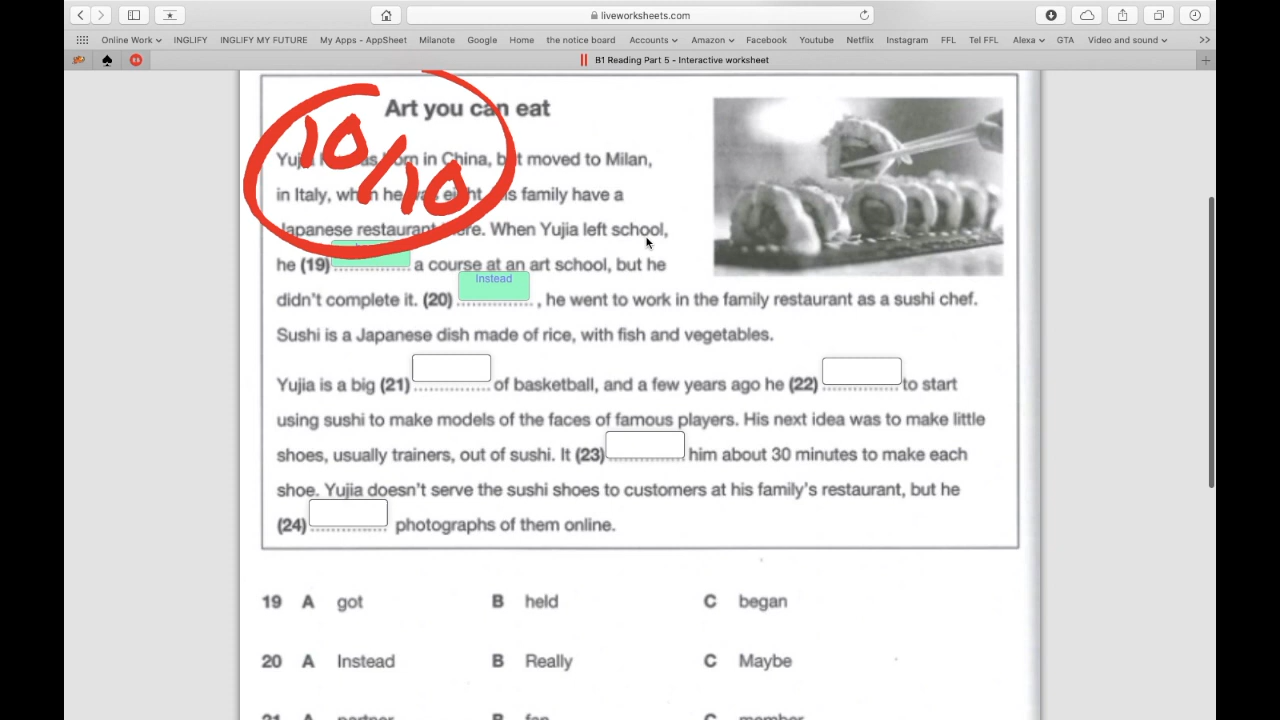 liveworksheets.com
Online Work INGLIFY INGLIFY MY FUTURE My Apps - AppSheet Milanote Google Home the notice board Accounts Amazon Facebook Youtube Netflix Instagram FFL Tel FFL Alexa GTA Video and sound >>
B1 Reading Part 5 - Interactive worksheet
Art you can eat
10/10
born in China, but moved to Milan,
in Italy, when he was eight. His family have a
Japanese restaurant there. When Yujia left school,
he (19) ............ a course at an art school, but he
Instead
didn't complete it. (20) ............ , he went to work in the family restaurant as a sushi chef.
Sushi is a Japanese dish made of rice, with fish and vegetables.
Yujia is a big (21) ............ of basketball, and a few years ago he (22) ............ to start
using sushi to make models of the faces of famous players. His next idea was to make little
shoes, usually trainers, out of sushi. It (23) ............ him about 30 minutes to make each
shoe. Yujia doesn't serve the sushi shoes to customers at his family's restaurant, but he
(24) ............ photographs of them online.
19 A got B held C began
20 A Instead B Really C Maybe
21 A partner B fan C member